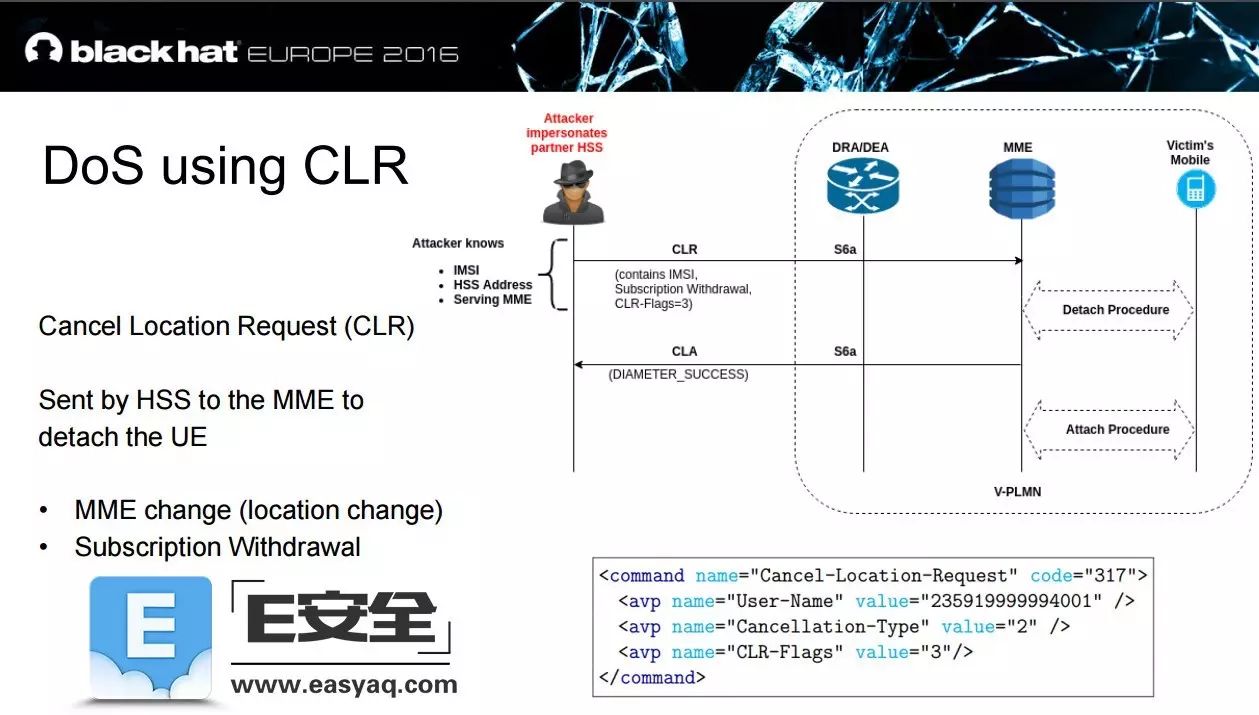 black hat EUROPE 2016
DoS using CLR
Cancel Location Request (CLR)
Sent by HSS to the MME to
detach the UE
• MME change (location change)
• Subscription Withdrawal
E
E安全
www.easyaq.com
Attacker
impersonates
partner HSS
DRA/DEA
MME
Victim's
Mobile
Attacker knows
• IMSI
• HSS Address
• Serving MME
CLR
S6a
(contains IMSI,
Subscription Withdrawal,
CLR-Flags=3)
Detach Procedure
CLA
S6a
(DIAMETER_SUCCESS)
Attach Procedure
V-PLMN
<command name="Cancel-Location-Request" code="317">
<avp name="User-Name" value="235919999994001" />
<avp name="Cancellation-Type" value="2" />
<avp name="CLR-Flags" value="3"/>
</command>